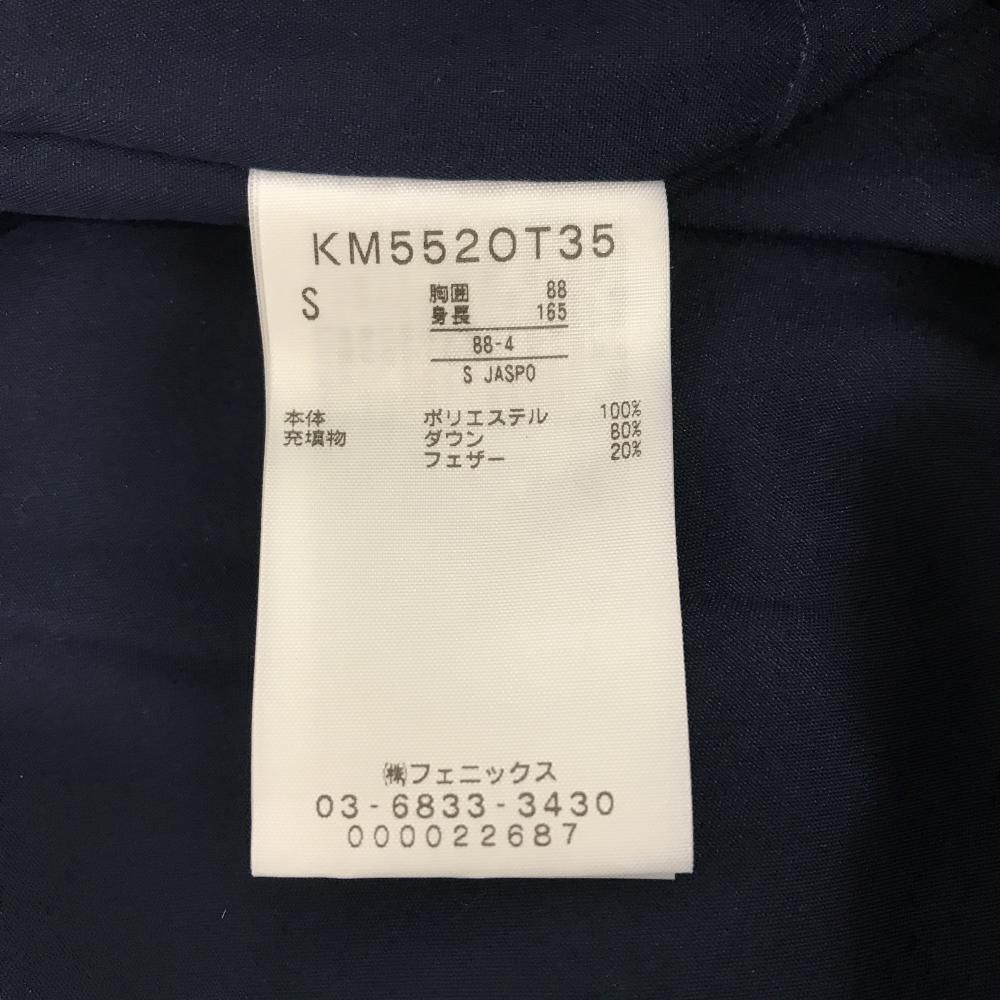 KM5520T35
S 胸囲 88
身長 165
88-4
S JASPO
本体 ポリエステル 100%
充填物 ダウン 80%
フェザー 20%
㈱フェニックス
03-6833-3430
000022687